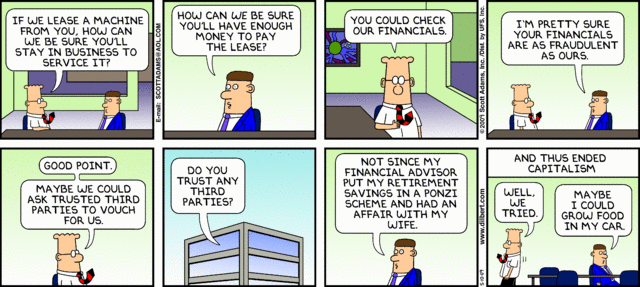 IF WE LEASE A MACHINE
FROM YOU, HOW CAN
WE BE SURE YOU'LL
STAY IN BUSINESS TO
SERVICE IT?
E-mail: SCOTTADAMS@AOL.COM
HOW CAN WE BE SURE
YOU'LL HAVE ENOUGH
MONEY TO PAY
THE LEASE?
YOU COULD CHECK
OUR FINANCIALS.
©2009 Scott Adams, Inc./Dist. by UFS, Inc.
I'M PRETTY SURE
YOUR FINANCIALS
ARE AS FRAUDULENT
AS OURS.
GOOD POINT.
MAYBE WE COULD
ASK TRUSTED THIRD
PARTIES TO VOUCH
FOR US.
DO YOU
TRUST ANY
THIRD
PARTIES?
NOT SINCE MY
FINANCIAL ADVISOR
PUT MY RETIREMENT
SAVINGS IN A PONZI
SCHEME AND HAD AN
AFFAIR WITH MY
WIFE.
www.dilbert.com
5-10-09
AND THUS ENDED
CAPITALISM
WELL,
WE
TRIED.
MAYBE
I COULD
GROW FOOD
IN MY CAR.